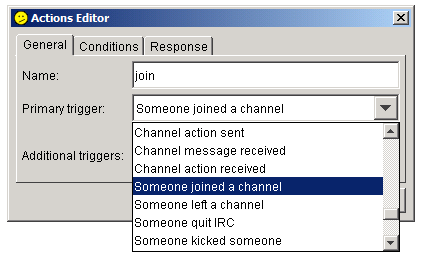 Actions Editor
General Conditions Response
Name: join
Primary trigger: Someone joined a channel
Channel action sent
Channel message received
Additional triggers:
Channel action received
Someone joined a channel
Someone left a channel
Someone quit IRC
Someone kicked someone